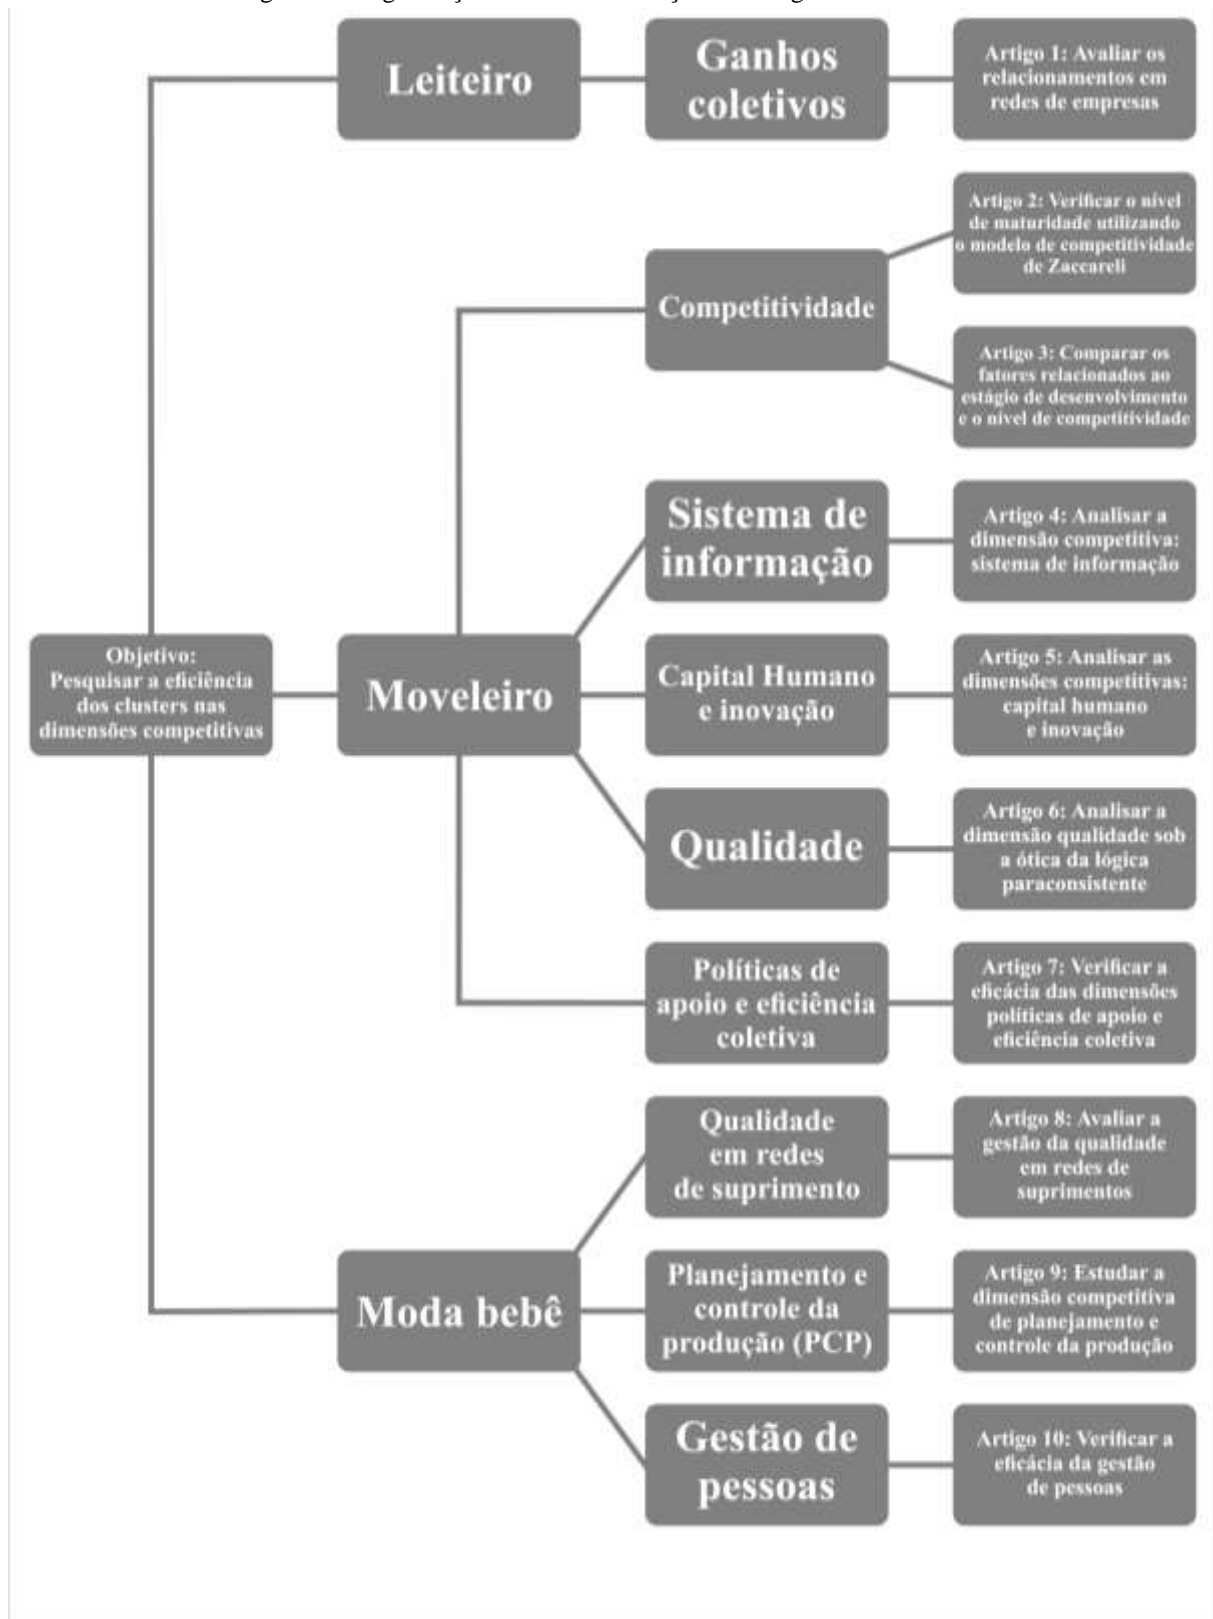 Leiteiro
Ganhos
coletivos
Artigo 1: Avaliar os
relacionamentos em
redes de empresas
Artigo 2: Verificar o nível
de maturidade utilizando
o modelo de competitividade
de Zaccareli
Competitividade
Artigo 3: Comparar os
fatores relacionados ao
estágio de desenvolvimento
e o nível de competitividade
Sistema de
informação
Artigo 4: Analisar a
dimensão competitiva:
sistema de informação
Objetivo:
Pesquisar a eficiência
dos clusters nas
dimensões competitivas
Moveleiro
Capital Humano
e inovação
Artigo 5: Analisar as
dimensões competitivas:
capital humano
e inovação
Qualidade
Artigo 6: Analisar a
dimensão qualidade sob
a ótica da lógica
paraconsistente
Políticas de
apoio e eficiência
coletiva
Artigo 7: Verificar a
eficácia das dimensões
políticas de apoio e
eficiência coletiva
Qualidade
em redes
de suprimento
Artigo 8: Avaliar a
gestão da qualidade
em redes de
suprimentos
Moda bebê
Planejamento e
controle da
produção (PCP)
Artigo 9: Estudar a
dimensão competitiva
de planejamento e
controle da produção
Gestão de
pessoas
Artigo 10: Verificar a
eficácia da gestão
de pessoas